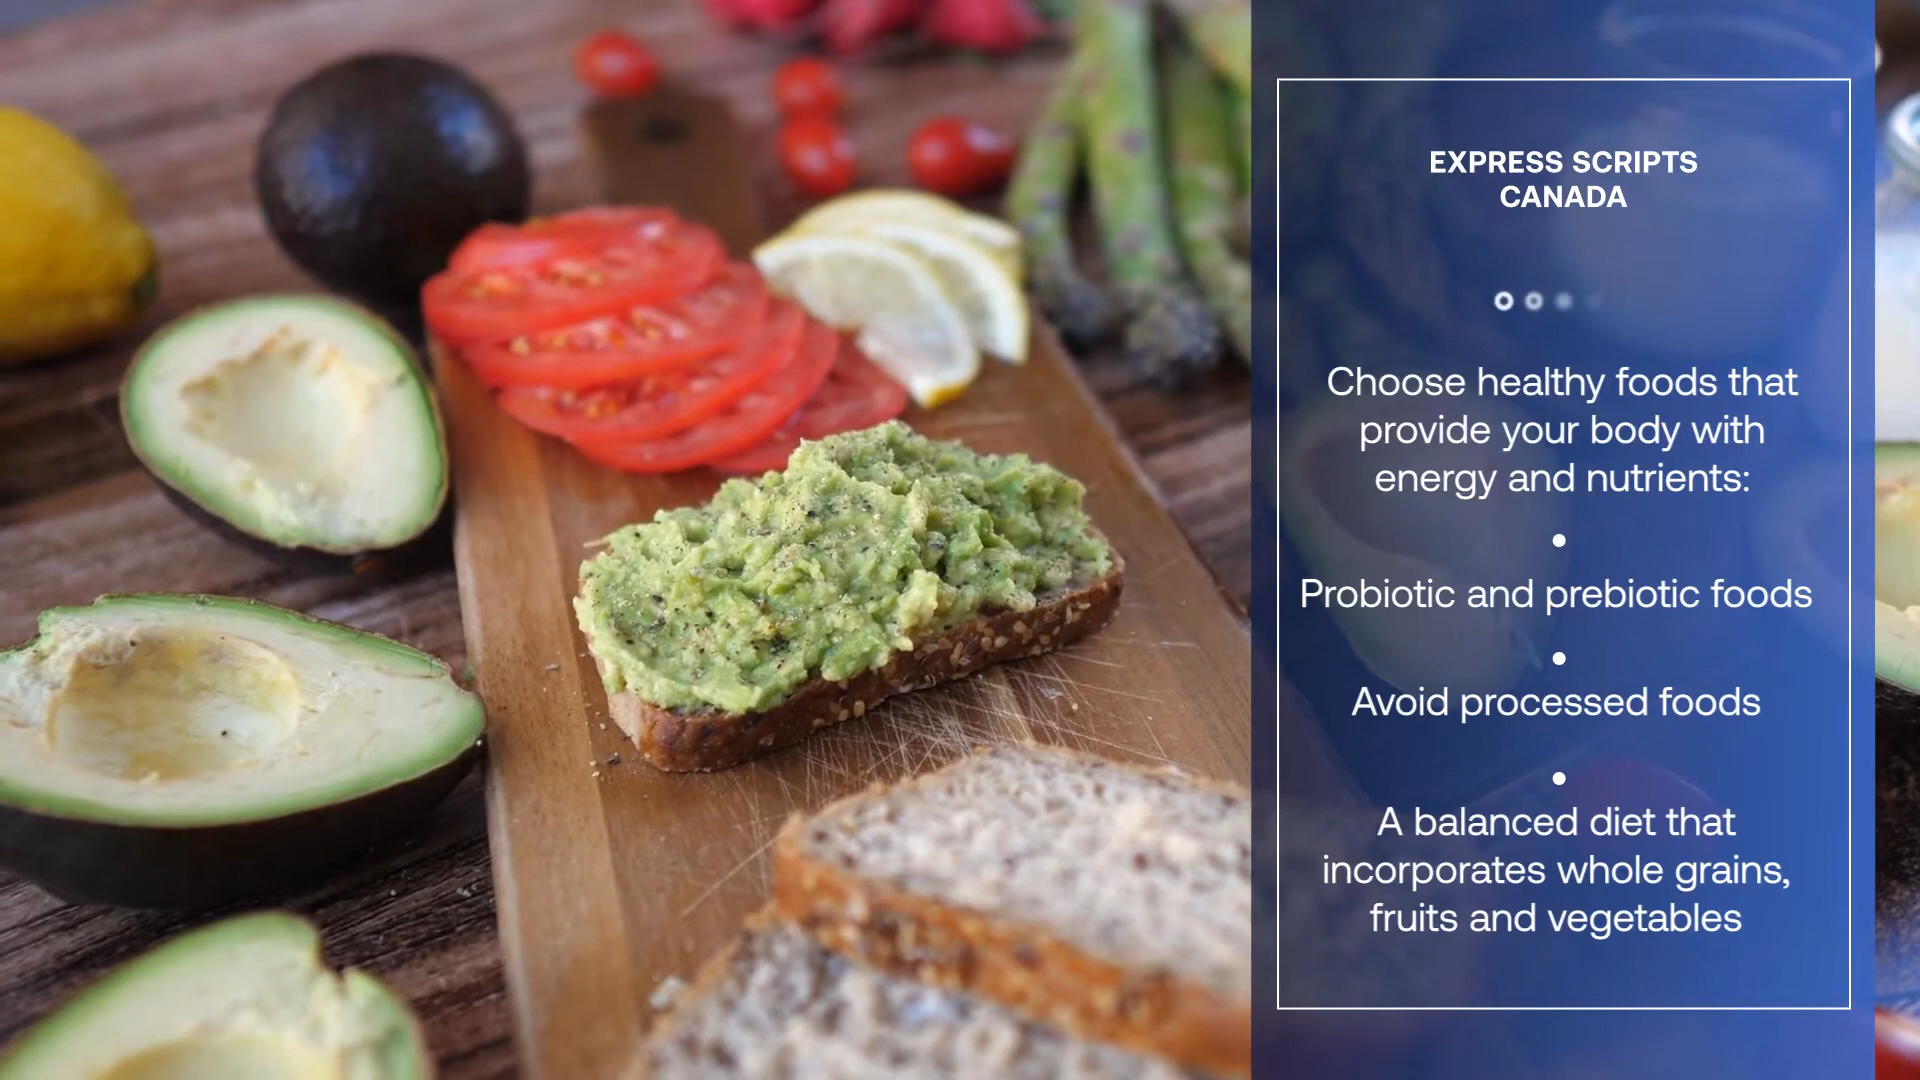 EXPRESS SCRIPTS
CANADA
Choose healthy foods that
provide your body with
energy and nutrients:
•
Probiotic and prebiotic foods
•
Avoid processed foods
•
A balanced diet that
incorporates whole grains,
fruits and vegetables